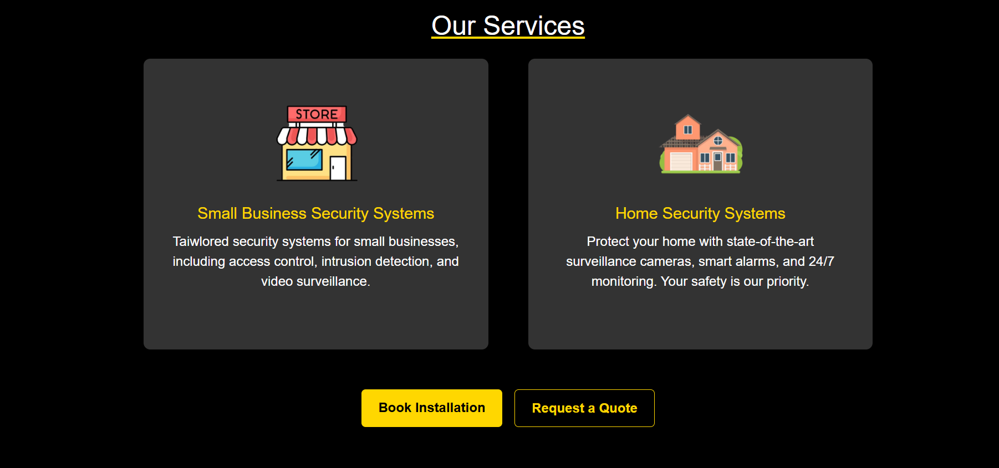 Our Services
STORE
Small Business Security Systems
Taiwlored security systems for small businesses,
including access control, intrusion detection, and
video surveillance.
Home Security Systems
Protect your home with state-of-the-art
surveillance cameras, smart alarms, and 24/7
monitoring. Your safety is our priority.
Book Installation
Request a Quote